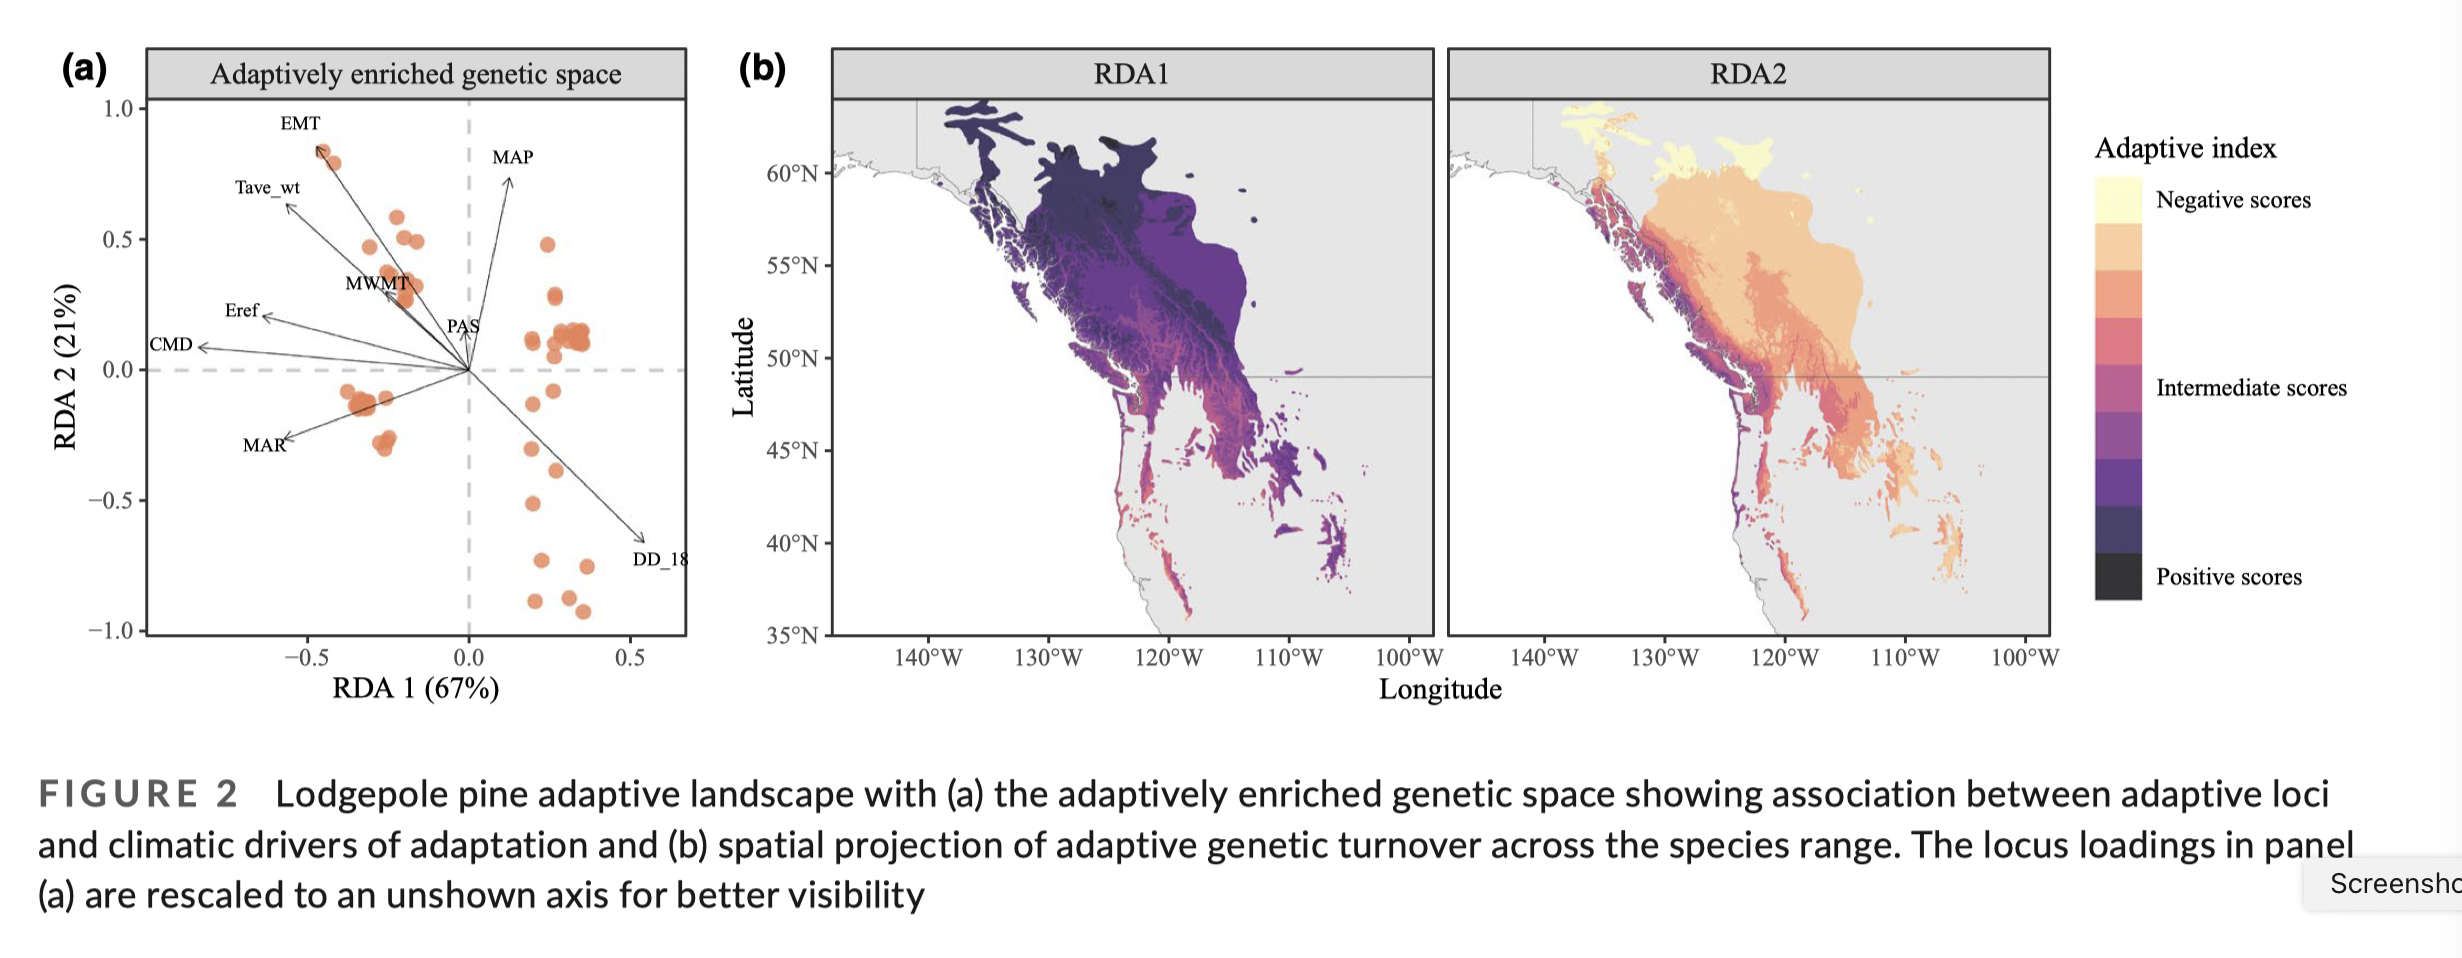 (a)
Adaptively enriched genetic space
1.0
0.5
0.0
−0.5
−1.0
RDA 2 (21%)
EMT
MAP
Tave_wt
MWMT
Eref
PAS
CMD
MAR
DD_18
−0.5 0.0 0.5
RDA 1 (67%)
(b)
RDA1
RDA2
60°N
55°N
50°N
45°N
40°N
35°N
Latitude
140°W 130°W 120°W 110°W 100°W
140°W 130°W 120°W 110°W 100°W
Longitude
Adaptive index
Negative scores
Intermediate scores
Positive scores
FIGURE 2 Lodgepole pine adaptive landscape with (a) the adaptively enriched genetic space showing association between adaptive loci
and climatic drivers of adaptation and (b) spatial projection of adaptive genetic turnover across the species range. The locus loadings in panel
(a) are rescaled to an unshown axis for better visibility
Screensho